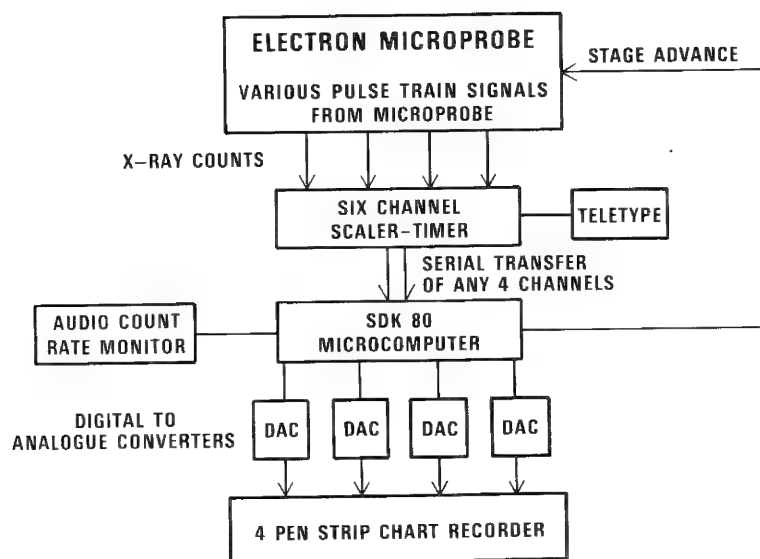 ELECTRON MICROPROBE
STAGE ADVANCE
VARIOUS PULSE TRAIN SIGNALS
FROM MICROPROBE
X-RAY COUNTS
SIX CHANNEL
SCALER-TIMER
TELETYPE
SERIAL TRANSFER
OF ANY 4 CHANNELS
AUDIO COUNT
RATE MONITOR
SDK 80
MICROCOMPUTER
DIGITAL TO
ANALOGUE CONVERTERS
DAC DAC DAC DAC
4 PEN STRIP CHART RECORDER